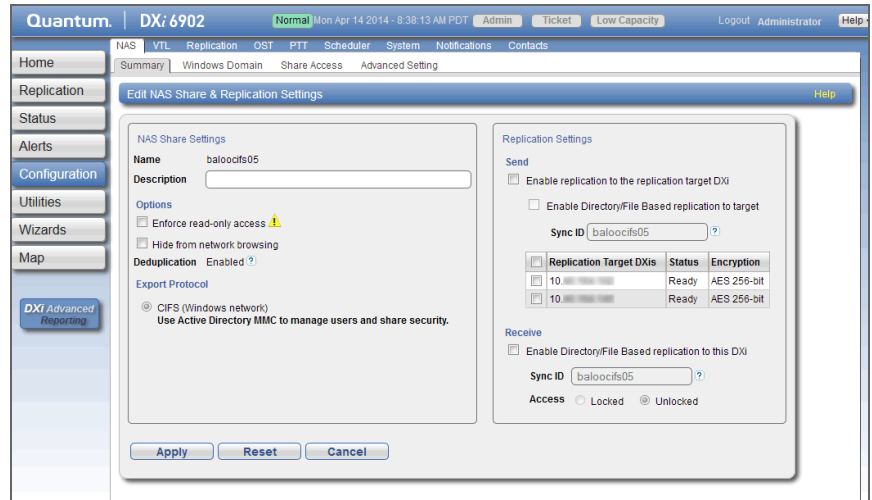 Quantum. DXi 6902 Normal Mon Apr 14 2014 - 8:38:13 AM PDT Admin Ticket Low Capacity Logout Administrator Help
NAS VTL Replication OST PTT Scheduler System Notifications Contacts
Summary Windows Domain Share Access Advanced Setting
Home
Replication
Status
Alerts
Configuration
Utilities
Wizards
Map
DXi Advanced
Reporting
Edit NAS Share & Replication Settings Help
NAS Share Settings
Name baloocifs05
Description
Options
Enforce read-only access
Hide from network browsing
Deduplication Enabled ?
Export Protocol
CIFS (Windows network)
Use Active Directory MMC to manage users and share security.
Replication Settings
Send
Enable replication to the replication target DXi
Enable Directory/File Based replication to target
Sync ID baloocifs05 ?
Replication Target DXis Status Encryption
10. Ready AES 256-bit
10. Ready AES 256-bit
Receive
Enable Directory/File Based replication to this DXi
Sync ID baloocifs05 ?
Access Locked Unlocked
Apply Reset Cancel